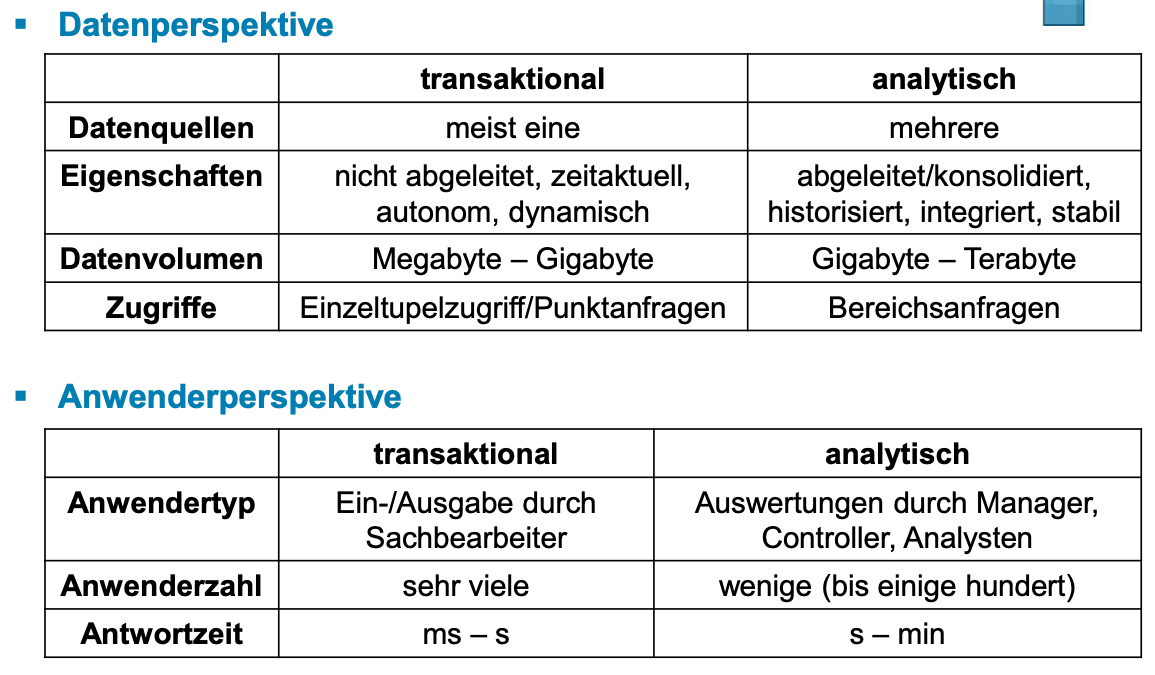 ▪ Datenperspektive
transaktional analytisch
Datenquellen meist eine mehrere
Eigenschaften nicht abgeleitet, zeitaktuell, abgeleitet/konsolidiert,
autonom, dynamisch historisiert, integriert, stabil
Datenvolumen Megabyte – Gigabyte Gigabyte – Terabyte
Zugriffe Einzeltupelzugriff/Punktanfragen Bereichsanfragen
▪ Anwenderperspektive
transaktional analytisch
Anwendertyp Ein-/Ausgabe durch Auswertungen durch Manager,
Sachbearbeiter Controller, Analysten
Anwenderzahl sehr viele wenige (bis einige hundert)
Antwortzeit ms – s s – min